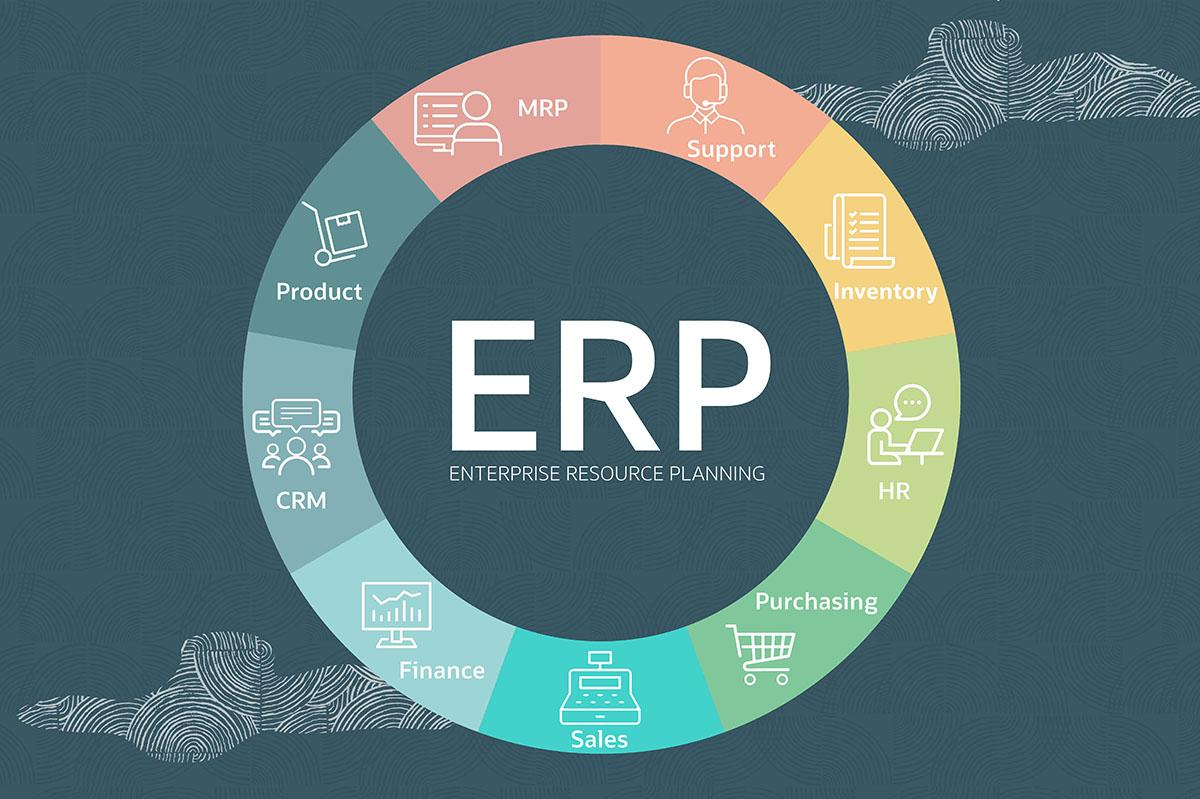 MRP
Support
Product
Inventory
ERP
ENTERPRISE RESOURCE PLANNING
CRM
HR
Purchasing
Finance
Sales